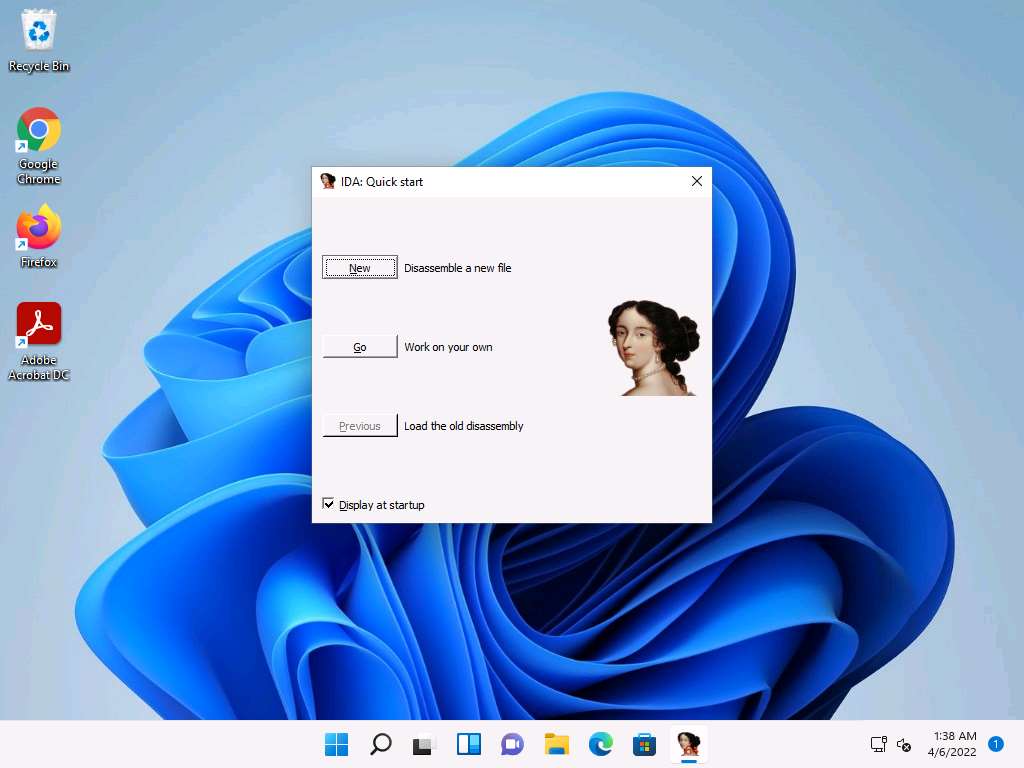 Recycle Bin
Google
Chrome
Firefox
Adobe
Acrobat DC
IDA: Quick start
New Disassemble a new file
Go Work on your own
Previous Load the old disassembly
Display at startup
1:38 AM
4/6/2022
1